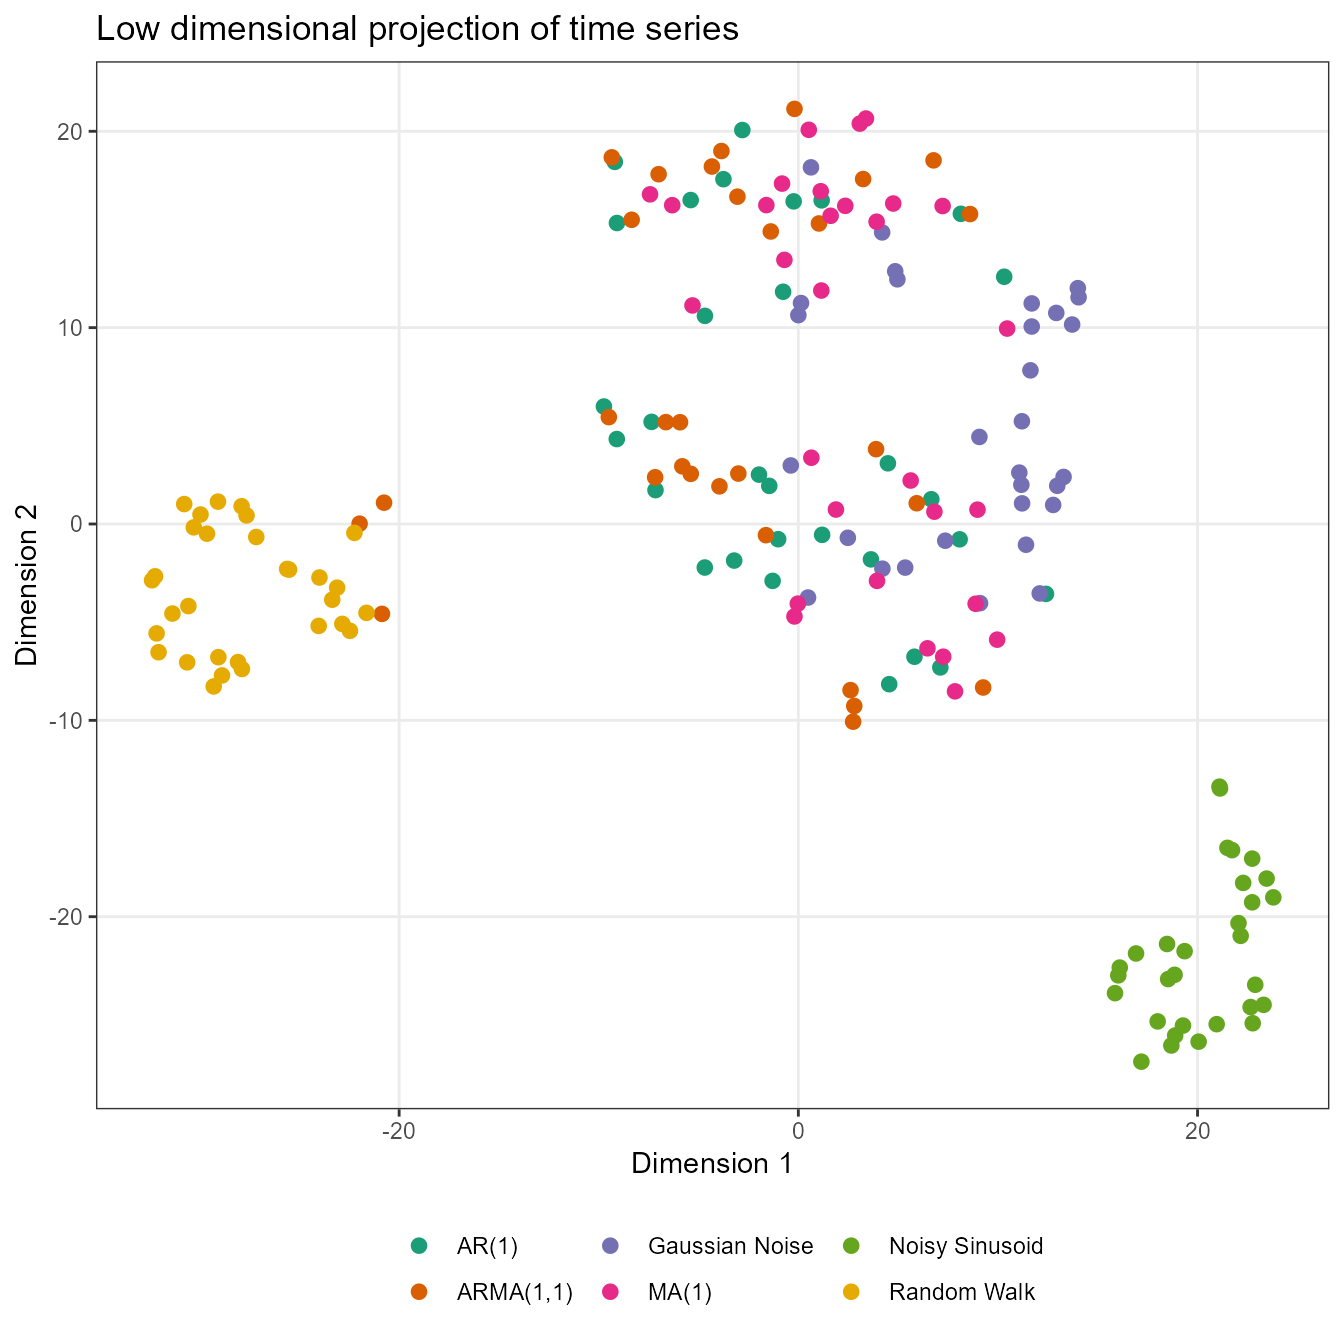 Low dimensional projection of time series
20
10
0
-10
-20
Dimension 2
-20 0 20
Dimension 1
AR(1) Gaussian Noise Noisy Sinusoid
ARMA(1,1) MA(1) Random Walk